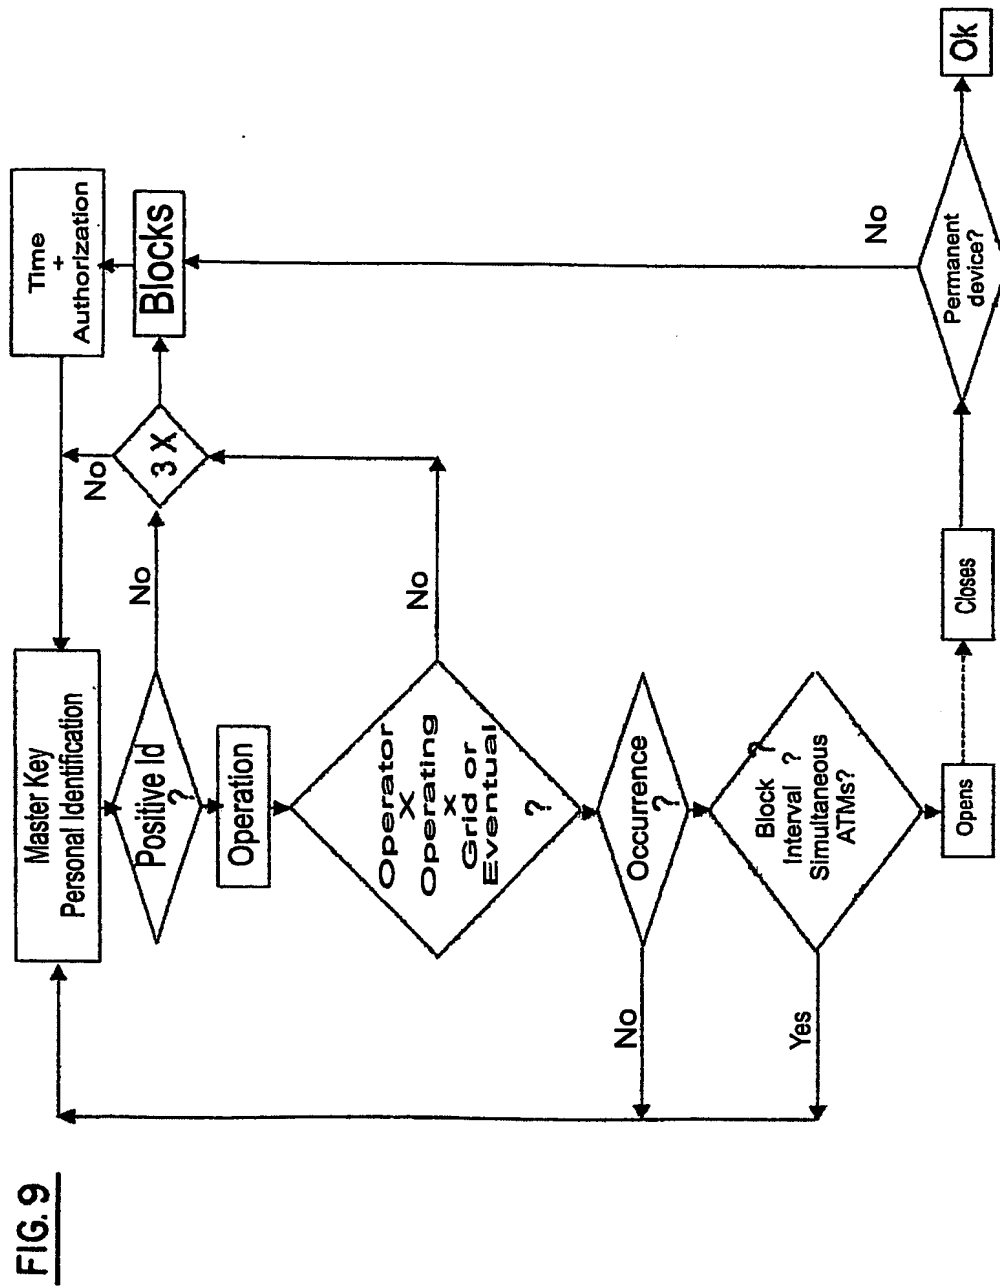 FIG. 9
Master Key
Personal Identification
Positive Id
?
No
Operation
Operator
X
Operating
X
Grid or
Eventual
?
No
3 X
No
Blocks
Time
+
Authorization
Occurrence
?
No
Block ?
Interval ?
Simultaneous
ATMs?
Yes
Opens
Closes
Permanent
device?
No
Ok